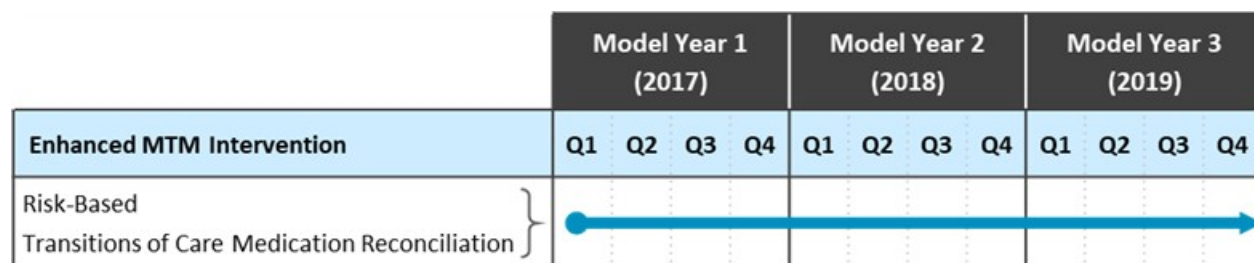 Model Year 1 Model Year 2 Model Year 3
(2017) (2018) (2019)
Enhanced MTM Intervention Q1 Q2 Q3 Q4 Q1 Q2 Q3 Q4 Q1 Q2 Q3 Q4
Risk-Based
Transitions of Care Medication Reconciliation